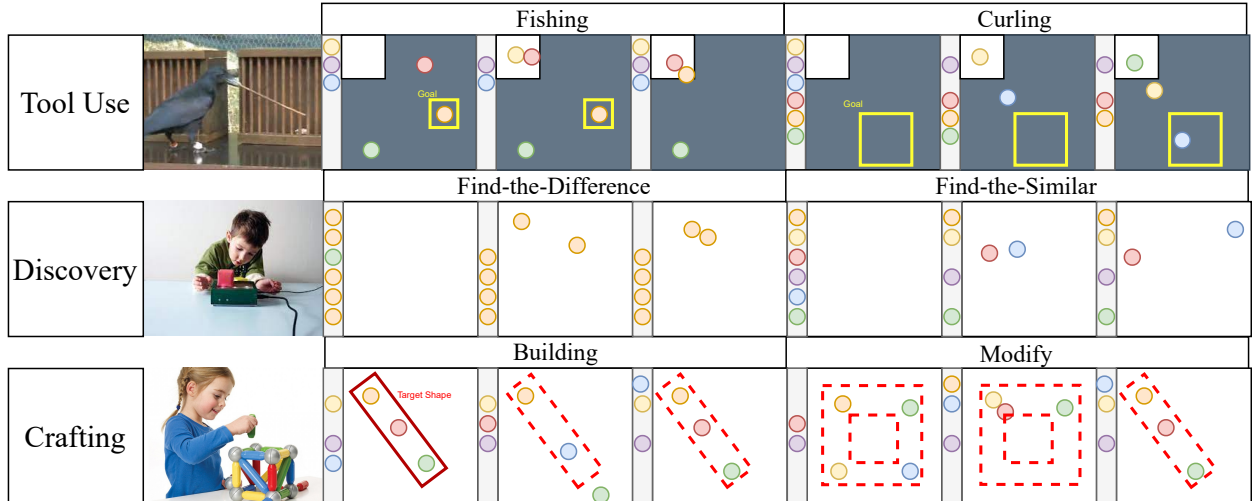 Fishing
Curling
Tool Use
Goal
Goal
Find-the-Difference
Find-the-Similar
Discovery
Building
Modify
Crafting
Target Shape